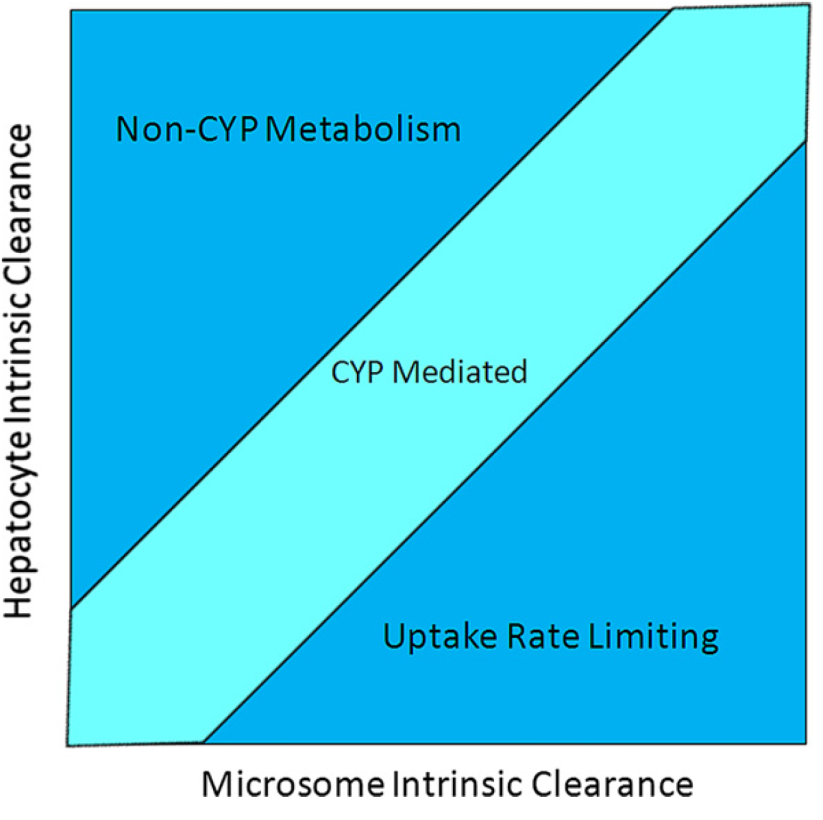 Non-CYP Metabolism
Hepatocyte Intrinsic Clearance
CYP Mediated
Uptake Rate Limiting
Microsome Intrinsic Clearance